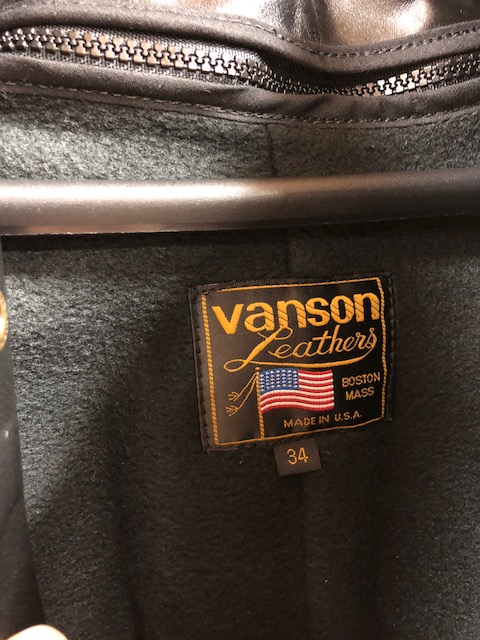 vanson
Leathers
BOSTON
MASS
MADE IN U.S.A.
34